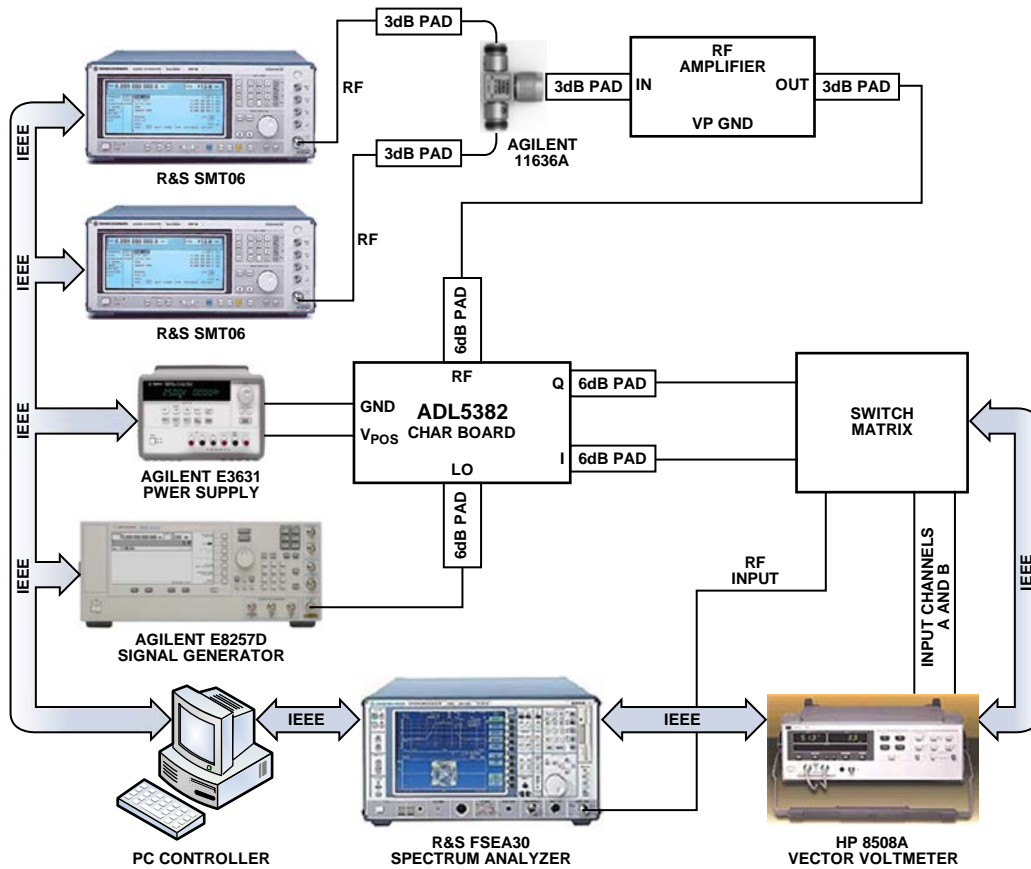 3dB PAD
RF
3dB PAD
AGILENT
11636A
3dB PAD
IN
RF
AMPLIFIER
OUT
VP GND
3dB PAD
IEEE
R&S SMT06
RF
R&S SMT06
IEEE
6dB PAD
RF
GND
ADL5382
CHAR BOARD
VPOS
LO
Q
I
6dB PAD
6dB PAD
6dB PAD
SWITCH
MATRIX
AGILENT E3631
PWER SUPPLY
IEEE
IEEE
AGILENT E8257D
SIGNAL GENERATOR
RF
INPUT
INPUT CHANNELS
A AND B
IEEE
IEEE
IEEE
PC CONTROLLER
R&S FSEA30
SPECTRUM ANALYZER
HP 8508A
VECTOR VOLTMETER